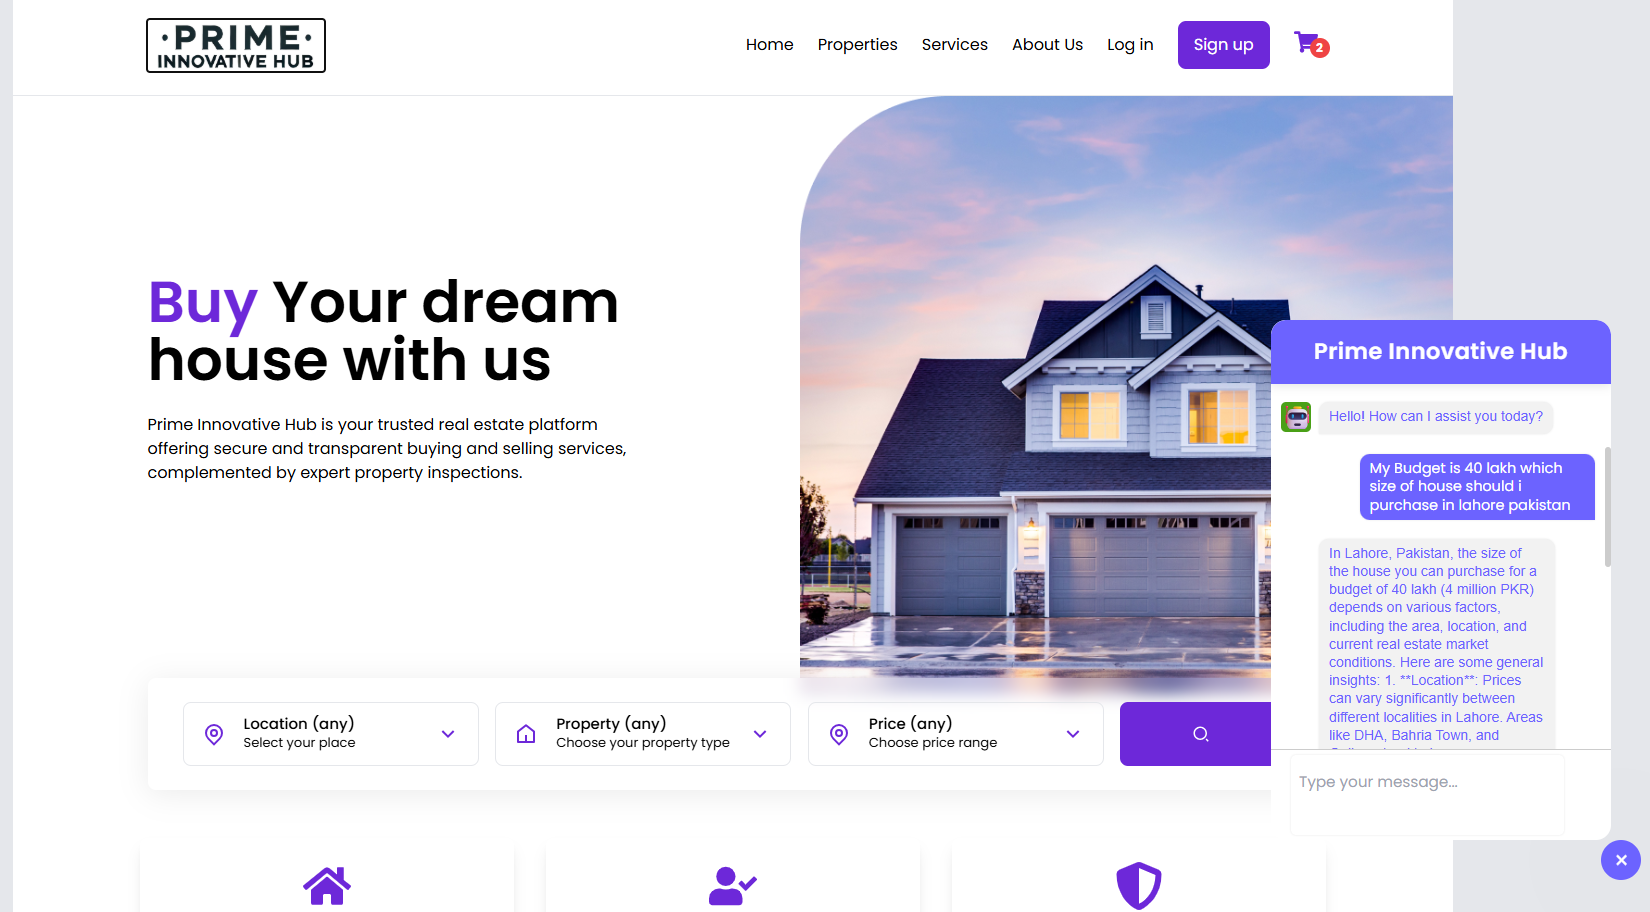 ·PRIME·
INNOVATIVE HUB
Home
Properties
Services
About Us
Log in
Sign up
2
Buy Your dream
house with us
Prime Innovative Hub is your trusted real estate platform
offering secure and transparent buying and selling services,
complemented by expert property inspections.
Location (any)
Select your place
Property (any)
Choose your property type
Price (any)
Choose price range
Prime Innovative Hub
Hello! How can I assist you today?
My Budget is 40 lakh which
size of house should i
purchase in lahore pakistan
In Lahore, Pakistan, the size of
the house you can purchase for a
budget of 40 lakh (4 million PKR)
depends on various factors,
including the area, location, and
current real estate market
conditions. Here are some general
insights: 1. **Location**: Prices
can vary significantly between
different localities in Lahore. Areas
like DHA, Bahria Town, and
Type your message...